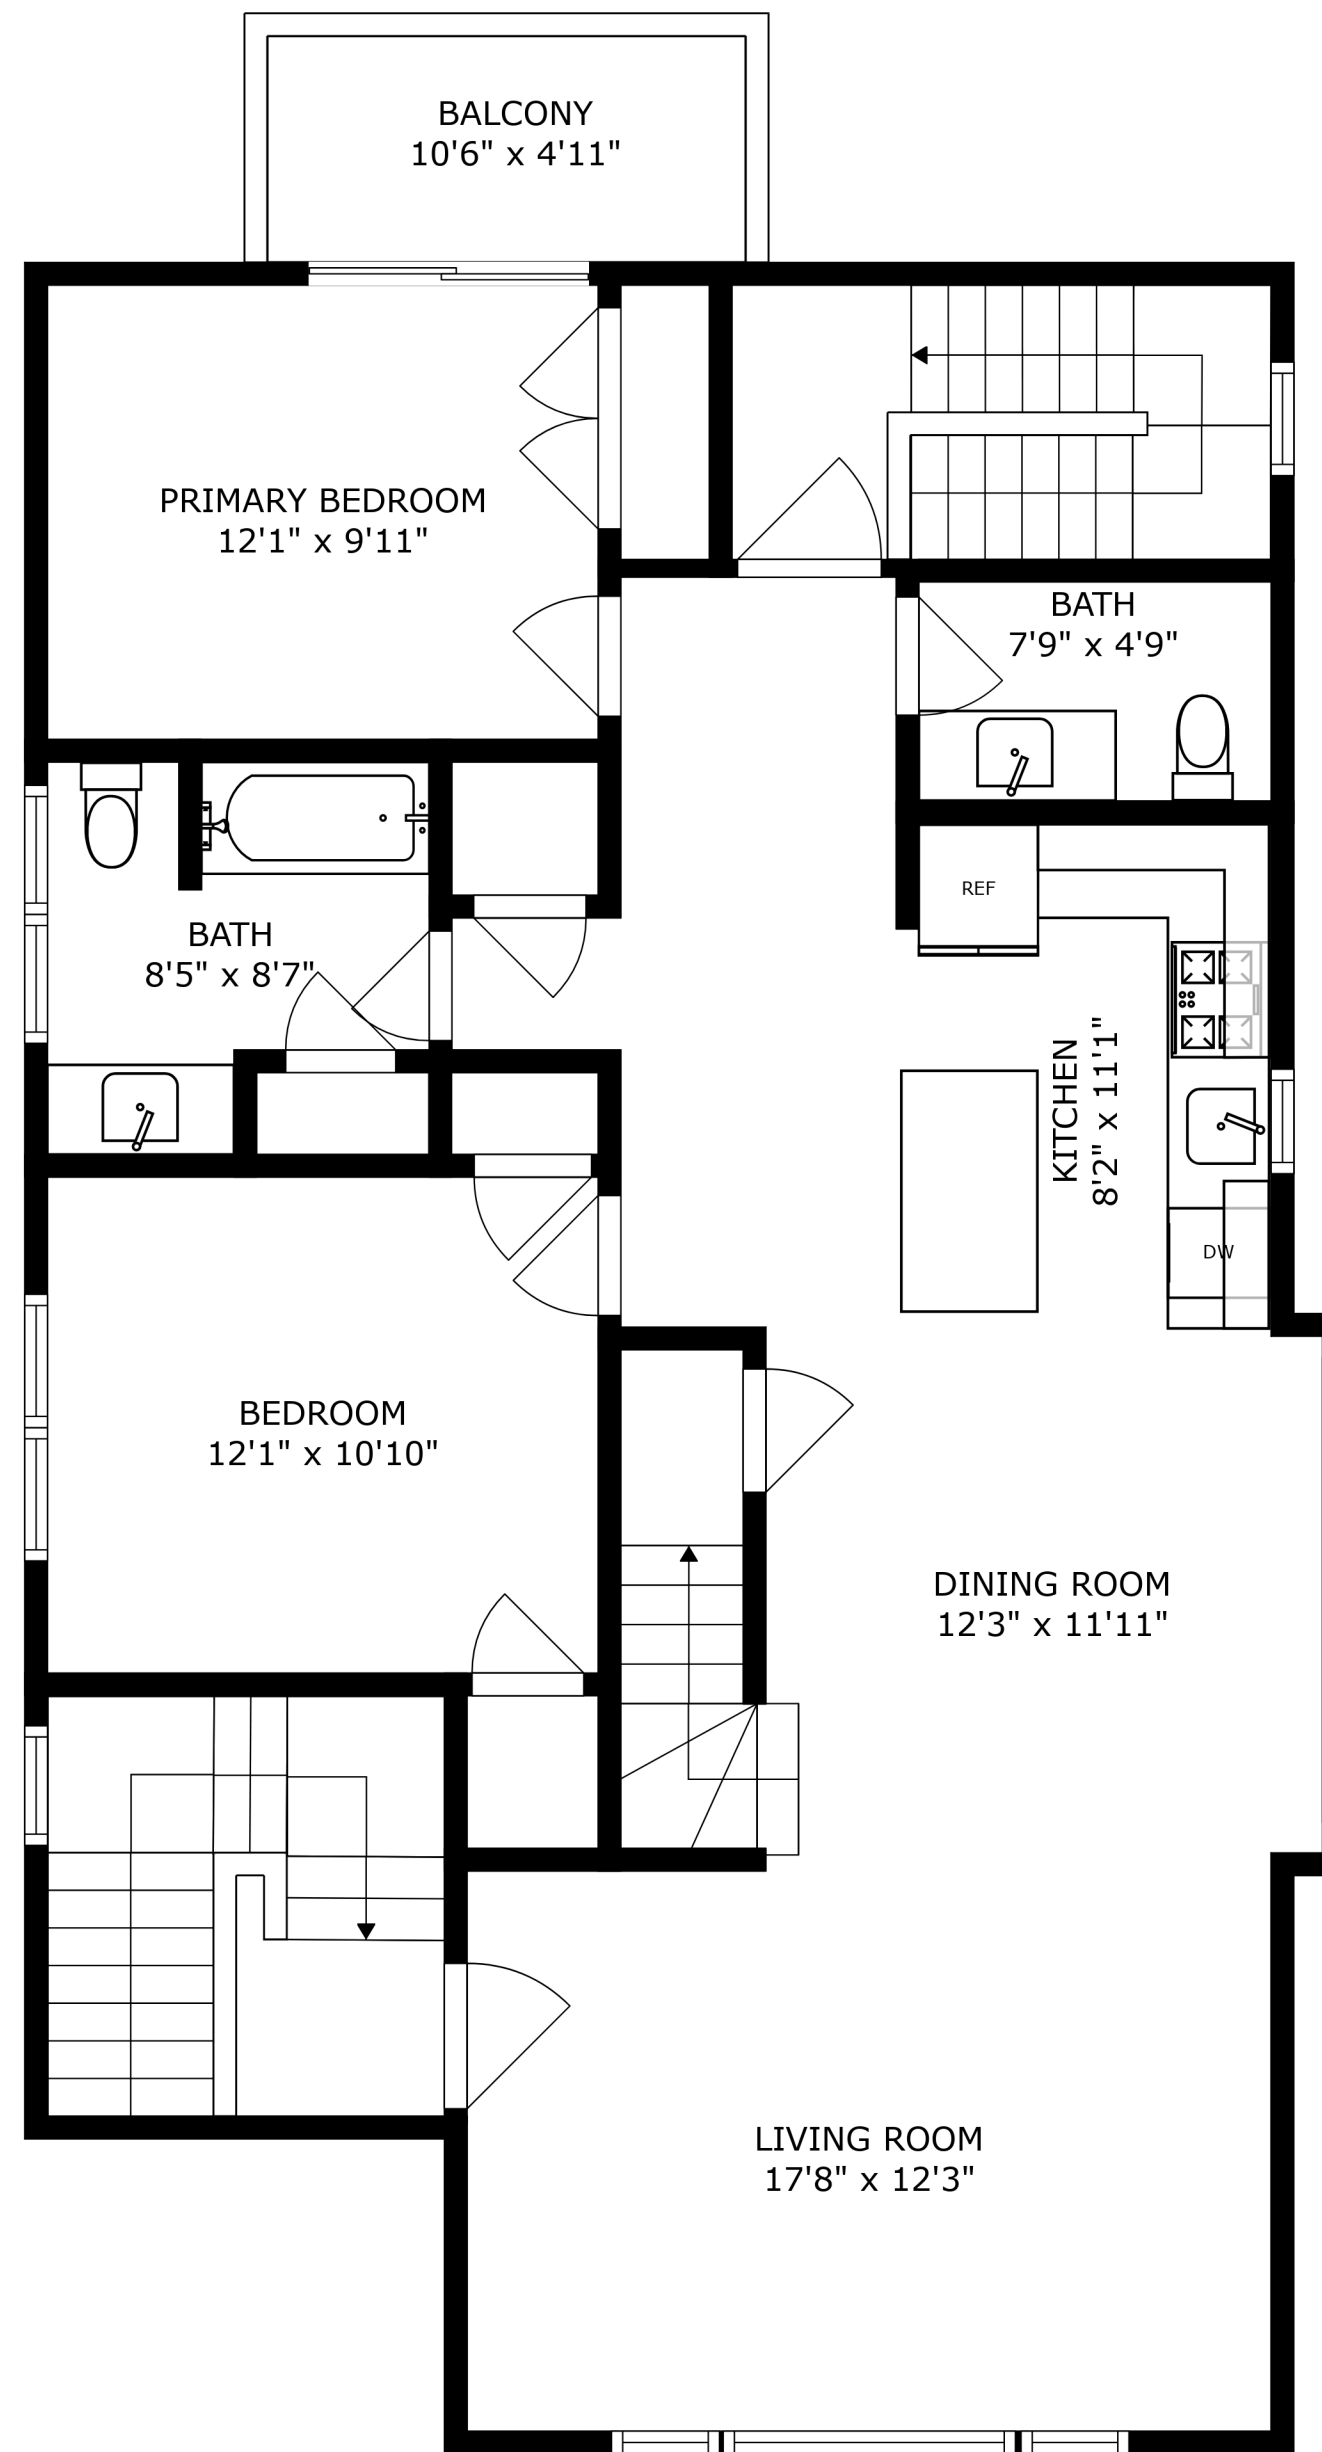 BALCONY
10'6" x 4'11"
PRIMARY BEDROOM
12'1" x 9'11"
BATH
7'9" x 4'9"
REF
BATH
8'5" x 8'7"
KITCHEN
8'2" x 11'1"
DW
BEDROOM
12'1" x 10'10"
DINING ROOM
12'3" x 11'11"
LIVING ROOM
17'8" x 12'3"